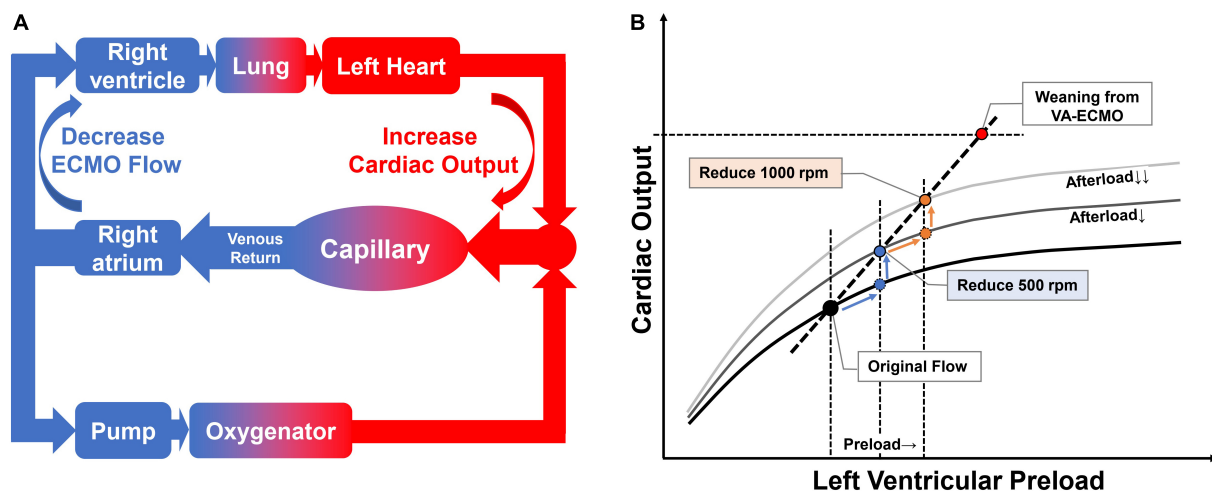 A
Right
ventricle
Lung
Left Heart
Decrease
ECMO Flow
Increase
Cardiac Output
Right
atrium
Venous
Return
Capillary
Pump
Oxygenator
B
Cardiac Output
Weaning from
VA-ECMO
Reduce 1000 rpm
Afterload↓↓
Afterload↓
Reduce 500 rpm
Original Flow
Preload→
Left Ventricular Preload